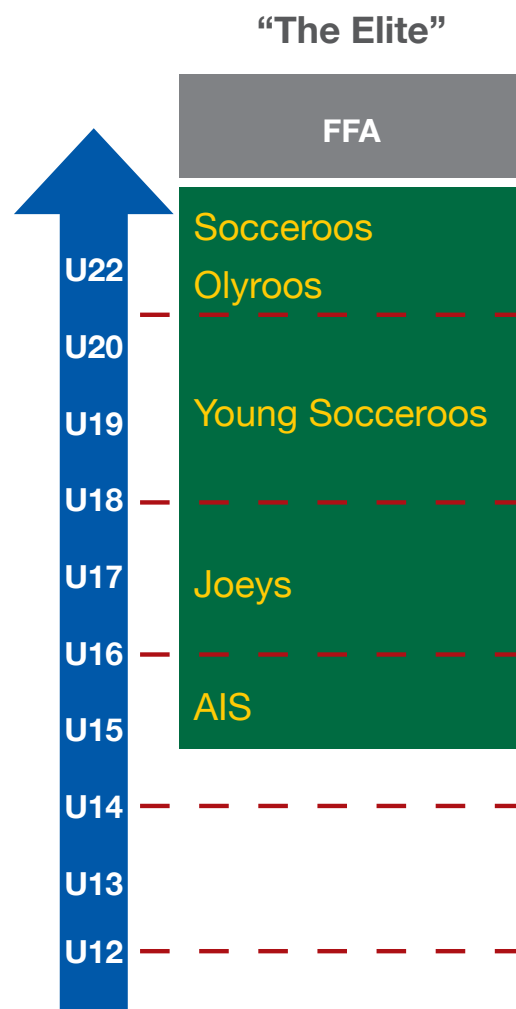 “The Elite”
FFA
Socceroos
U22
Olyroos
U20
U19
Young Socceroos
U18
U17
Joeys
U16
AIS
U15
U14
U13
U12